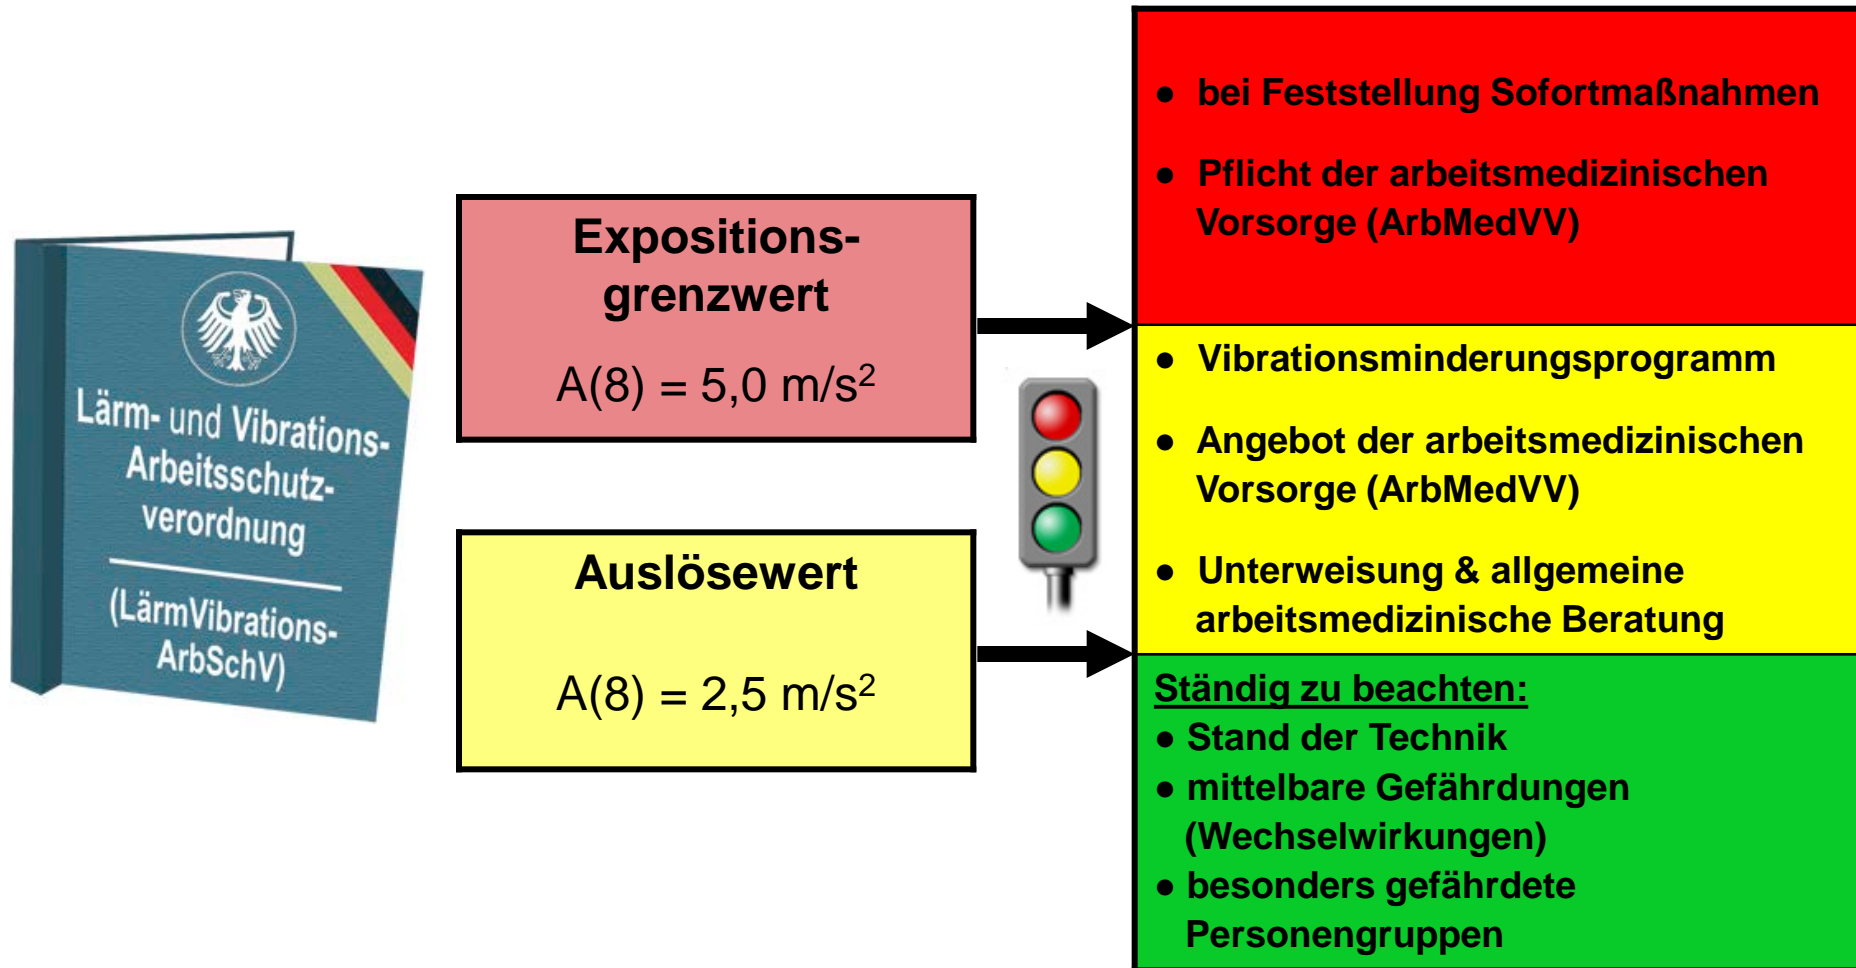 Lärm- und Vibrations-
Arbeitsschutz-
verordnung
(LärmVibrations-
ArbSchV)
Expositions-
grenzwert
A(8) = 5,0 m/s²
Auslösewert
A(8) = 2,5 m/s²
● bei Feststellung Sofortmaßnahmen
● Pflicht der arbeitsmedizinischen
Vorsorge (ArbMedVV)
● Vibrationsminderungsprogramm
● Angebot der arbeitsmedizinischen
Vorsorge (ArbMedVV)
● Unterweisung & allgemeine
arbeitsmedizinische Beratung
Ständig zu beachten:
● Stand der Technik
● mittelbare Gefährdungen
(Wechselwirkungen)
● besonders gefährdete
Personengruppen